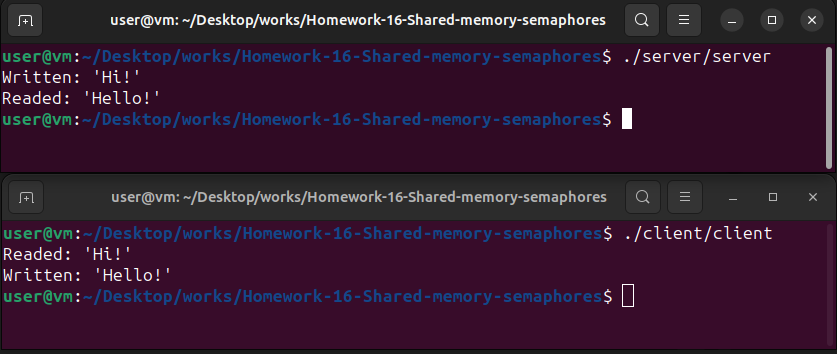 user@vm: ~/Desktop/works/Homework-16-Shared-memory-semaphores
user@vm:~/Desktop/works/Homework-16-Shared-memory-semaphores$ ./server/server
Written: 'Hi!'
Readed: 'Hello!'
user@vm:~/Desktop/works/Homework-16-Shared-memory-semaphores$
user@vm: ~/Desktop/works/Homework-16-Shared-memory-semaphores
user@vm:~/Desktop/works/Homework-16-Shared-memory-semaphores$ ./client/client
Readed: 'Hi!'
Written: 'Hello!'
user@vm:~/Desktop/works/Homework-16-Shared-memory-semaphores$